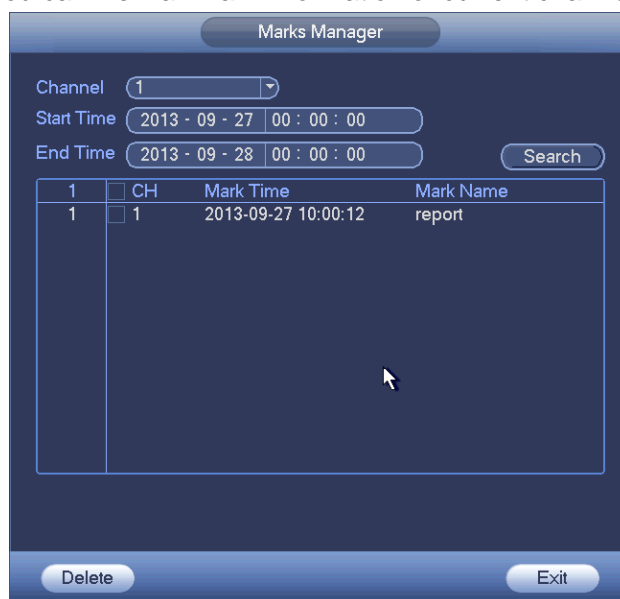 Marks Manager
Channel 1
Start Time 2013 - 09 - 27 00 : 00 : 00
End Time 2013 - 09 - 28 00 : 00 : 00
Search
1 CH Mark Time Mark Name
1 1 2013-09-27 10:00:12 report
Delete Exit